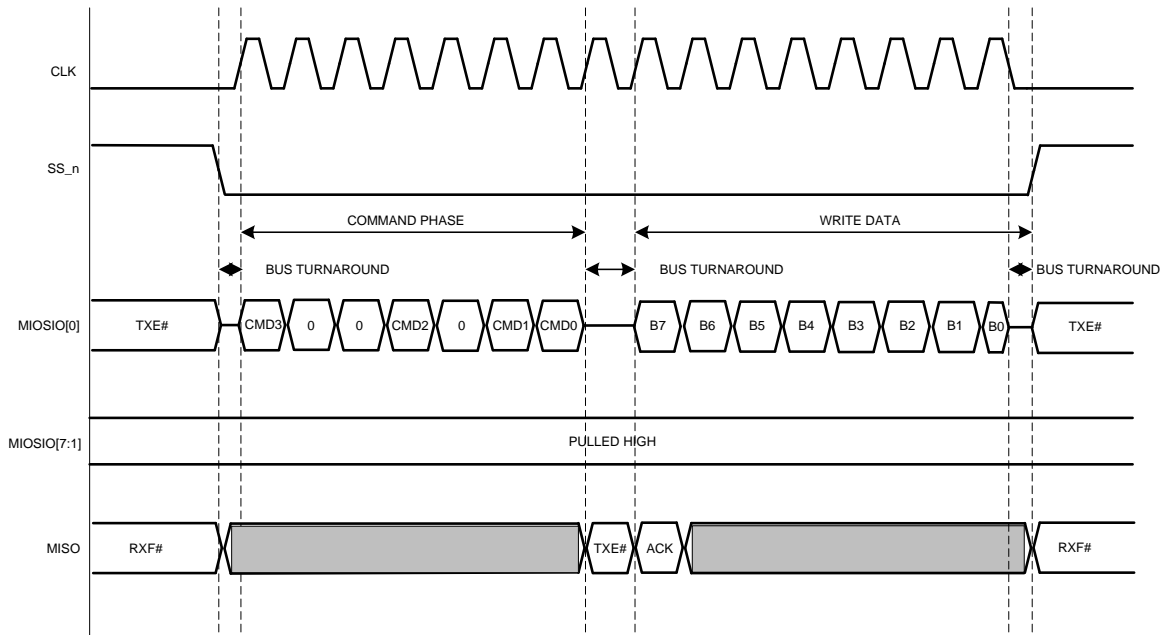 CLK
SS_n
COMMAND PHASE WRITE DATA
BUS TURNAROUND BUS TURNAROUND BUS TURNAROUND
MIOSIO[0] TXE# CMD3 0 0 CMD2 0 CMD1 CMD0 B7 B6 B5 B4 B3 B2 B1 B0 TXE#
MIOSIO[7:1] PULLED HIGH
MISO RXF# TXE# ACK RXF#